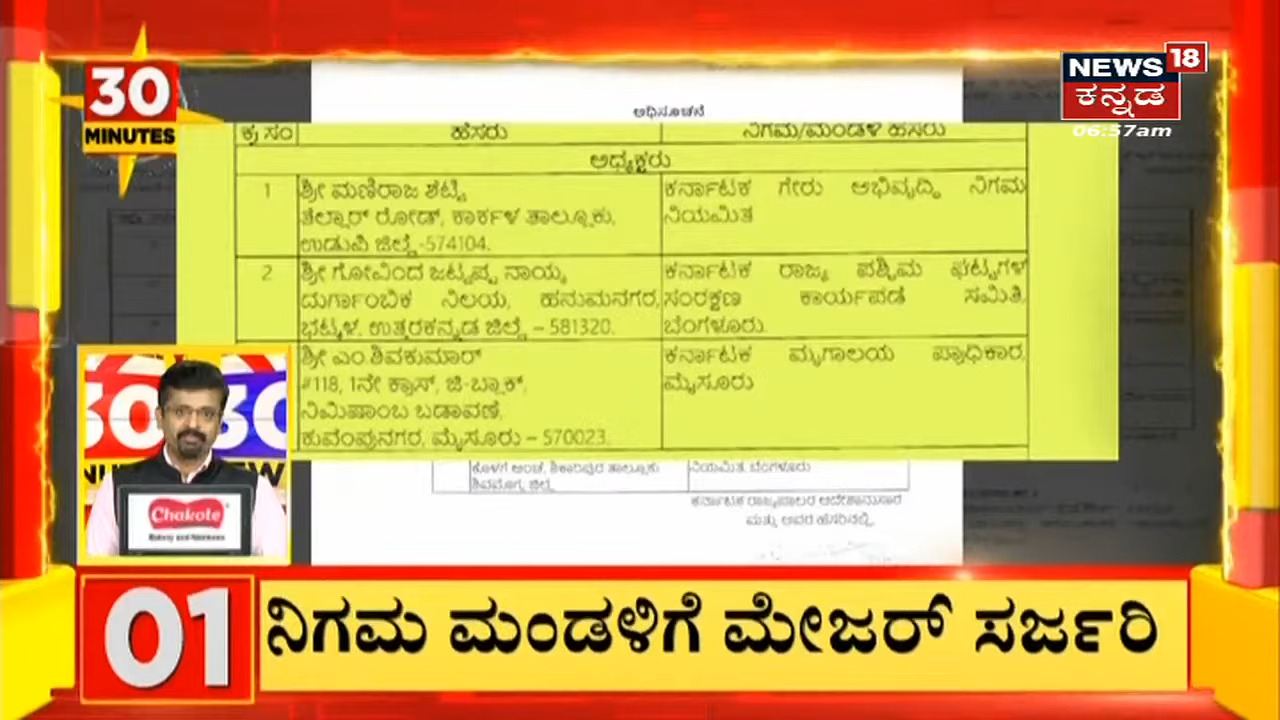 30
MINUTES
NEWS 18
ಕನ್ನಡ
06:57am
ಅಧಿಸೂಚನೆ
ಕ್ರ ಸಂ ಹೆಸರು ನಿಗಮ/ಮಂಡಳಿ ಹೆಸರು
ಅಧ್ಯಕ್ಷರು
1 ಶ್ರೀ ಮಣಿರಾಜ ಶೆಟ್ಟಿ ಕರ್ನಾಟಕ ಗೇರು ಅಭಿವೃದ್ಧಿ ನಿಗಮ
ತೆಲ್ಲಾರ್ ರೋಡ್, ಕಾರ್ಕಳ ತಾಲ್ಲೂಕು, ನಿಯಮಿತ
ಉಡುಪಿ ಜಿಲ್ಲೆ -574104.
2 ಶ್ರೀ ಗೋವಿಂದ ಜಟ್ಟಪ್ಪ ನಾಯ್ಕ ಕರ್ನಾಟಕ ರಾಜ್ಯ ಪಶ್ಚಿಮ ಘಟ್ಟಗಳ
ದುರ್ಗಾಂಬಿಕ ನಿಲಯ, ಹನುಮನಗರ, ಸಂರಕ್ಷಣ ಕಾರ್ಯಪಡೆ ಸಮಿತಿ,
ಭಟ್ಕಳ, ಉತ್ತರಕನ್ನಡ ಜಿಲ್ಲೆ – 581320. ಬೆಂಗಳೂರು.
ಶ್ರೀ ಎಂ.ಶಿವಕುಮಾರ್ ಕರ್ನಾಟಕ ಮೃಗಾಲಯ ಪ್ರಾಧಿಕಾರ,
#118, 1ನೇ ಕ್ರಾಸ್, ಜಿ-ಬ್ಲಾಕ್, ಮೈಸೂರು
ನಿಮಿಷಾಂಬ ಬಡಾವಣೆ,
ಕುವೆಂಪುನಗರ, ಮೈಸೂರು – 570023.
ಕೊಳಗಿ ಅಂಚೆ, ಶಿಕಾರಿಪುರ ತಾಲ್ಲೂಕು ನಿಯಮಿತ, ಬೆಂಗಳೂರು
ಶಿವಮೊಗ್ಗ ಜಿಲ್ಲೆ
ಕರ್ನಾಟಕ ರಾಜ್ಯಪಾಲರ ಆದೇಶಾನುಸಾರ
ಮತ್ತು ಅವರ ಹೆಸರಿನಲ್ಲಿ,
30 30
Chakote
01 ನಿಗಮ ಮಂಡಳಿಗೆ ಮೇಜರ್ ಸರ್ಜರಿ